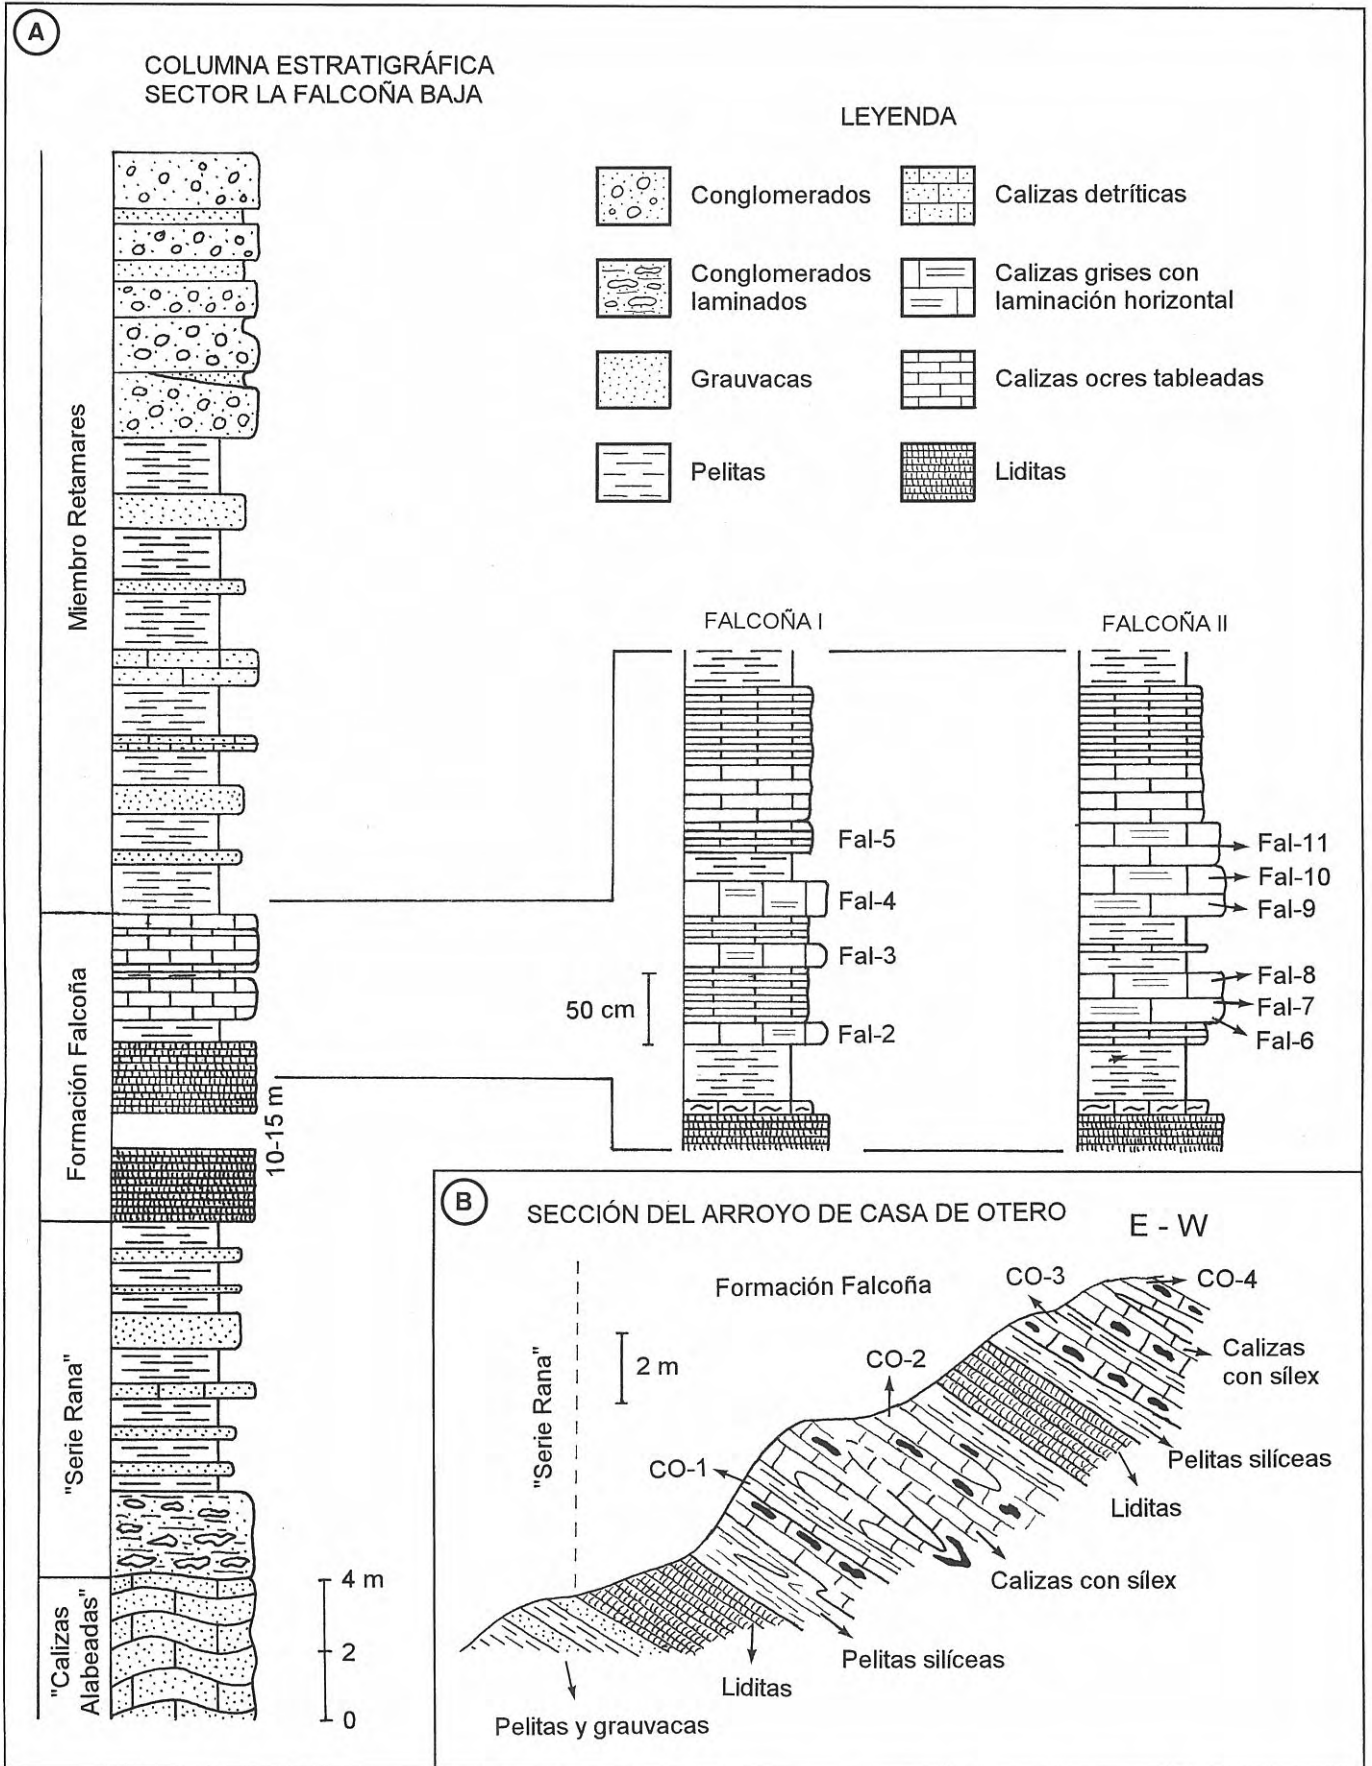 A
COLUMNA ESTRATIGRÁFICA
SECTOR LA FALCOÑA BAJA
LEYENDA
Conglomerados
Calizas detríticas
Conglomerados
laminados
Calizas grises con
laminación horizontal
Grauvacas
Calizas ocres tableadas
Pelitas
Liditas
Miembro Retamares
Formación Falcoña
"Serie Rana"
"Calizas
Alabeadas"
10-15 m
4 m
2
0
FALCOÑA I
Fal-5
Fal-4
Fal-3
Fal-2
50 cm
FALCOÑA II
Fal-11
Fal-10
Fal-9
Fal-8
Fal-7
Fal-6
B
SECCIÓN DEL ARROYO DE CASA DE OTERO
E - W
Formación Falcoña
"Serie Rana"
2 m
CO-3
CO-4
CO-2
CO-1
Calizas
con sílex
Pelitas silíceas
Liditas
Calizas con sílex
Pelitas silíceas
Liditas
Pelitas y grauvacas